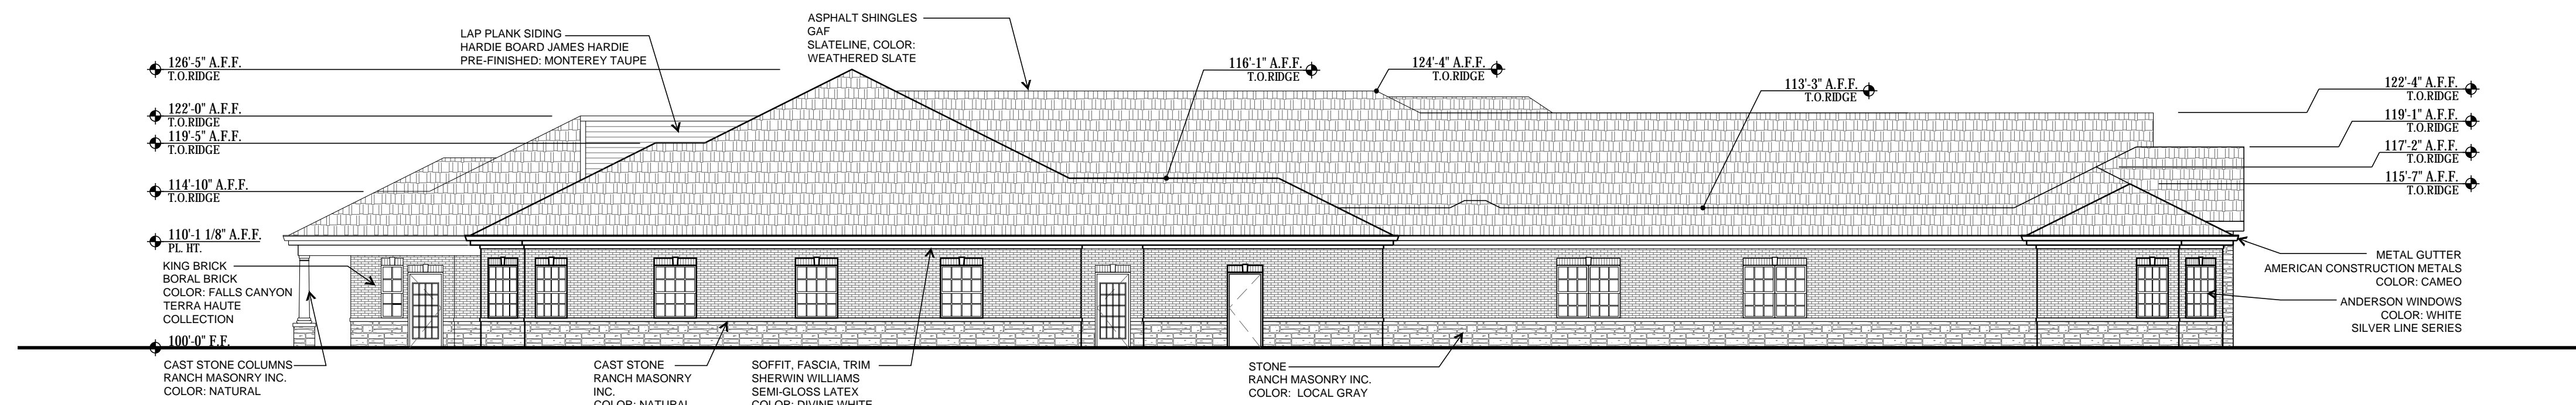 ASPHALT SHINGLES
GAF
SLATELINE, COLOR:
WEATHERED SLATE
LAP PLANK SIDING
HARDIE BOARD JAMES HARDIE
PRE-FINISHED: MONTEREY TAUPE
126'-5" A.F.F.
T.O.RIDGE
122'-0" A.F.F.
T.O.RIDGE
119'-5" A.F.F.
T.O.RIDGE
114'-10" A.F.F.
T.O.RIDGE
110'-1 1/8" A.F.F.
PL. HT.
116'-1" A.F.F.
T.O.RIDGE
124'-4" A.F.F.
T.O.RIDGE
113'-3" A.F.F.
T.O.RIDGE
122'-4" A.F.F.
T.O.RIDGE
119'-1" A.F.F.
T.O.RIDGE
117'-2" A.F.F.
T.O.RIDGE
115'-7" A.F.F.
T.O.RIDGE
KING BRICK
BORAL BRICK
COLOR: FALLS CANYON
TERRA HAUTE
COLLECTION
100'-0" F.F.
METAL GUTTER
AMERICAN CONSTRUCTION METALS
COLOR: CAMEO
ANDERSON WINDOWS
COLOR: WHITE
SILVER LINE SERIES
CAST STONE COLUMNS
RANCH MASONRY INC.
COLOR: NATURAL
CAST STONE
RANCH MASONRY
INC.
COLOR: NATURAL
SOFFIT, FASCIA, TRIM
SHERWIN WILLIAMS
SEMI-GLOSS LATEX
COLOR: DIVINE WHITE
STONE
RANCH MASONRY INC.
COLOR: LOCAL GRAY